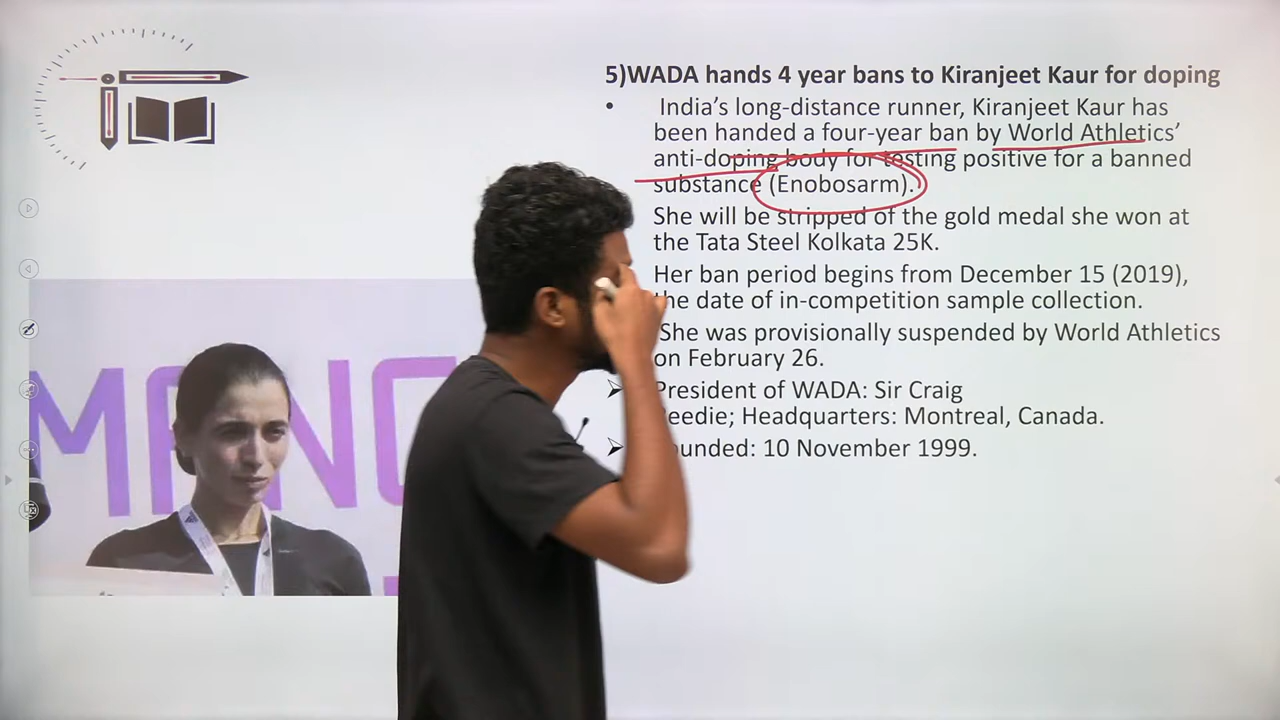 5)WADA hands 4 year bans to Kiranjeet Kaur for doping
• India’s long-distance runner, Kiranjeet Kaur has
been handed a four-year ban by World Athletics’
anti-doping body for testing positive for a banned
substance (Enobosarm).
She will be stripped of the gold medal she won at
the Tata Steel Kolkata 25K.
Her ban period begins from December 15 (2019),
the date of in-competition sample collection.
She was provisionally suspended by World Athletics
on February 26.
President of WADA: Sir Craig
Reedie; Headquarters: Montreal, Canada.
Founded: 10 November 1999.